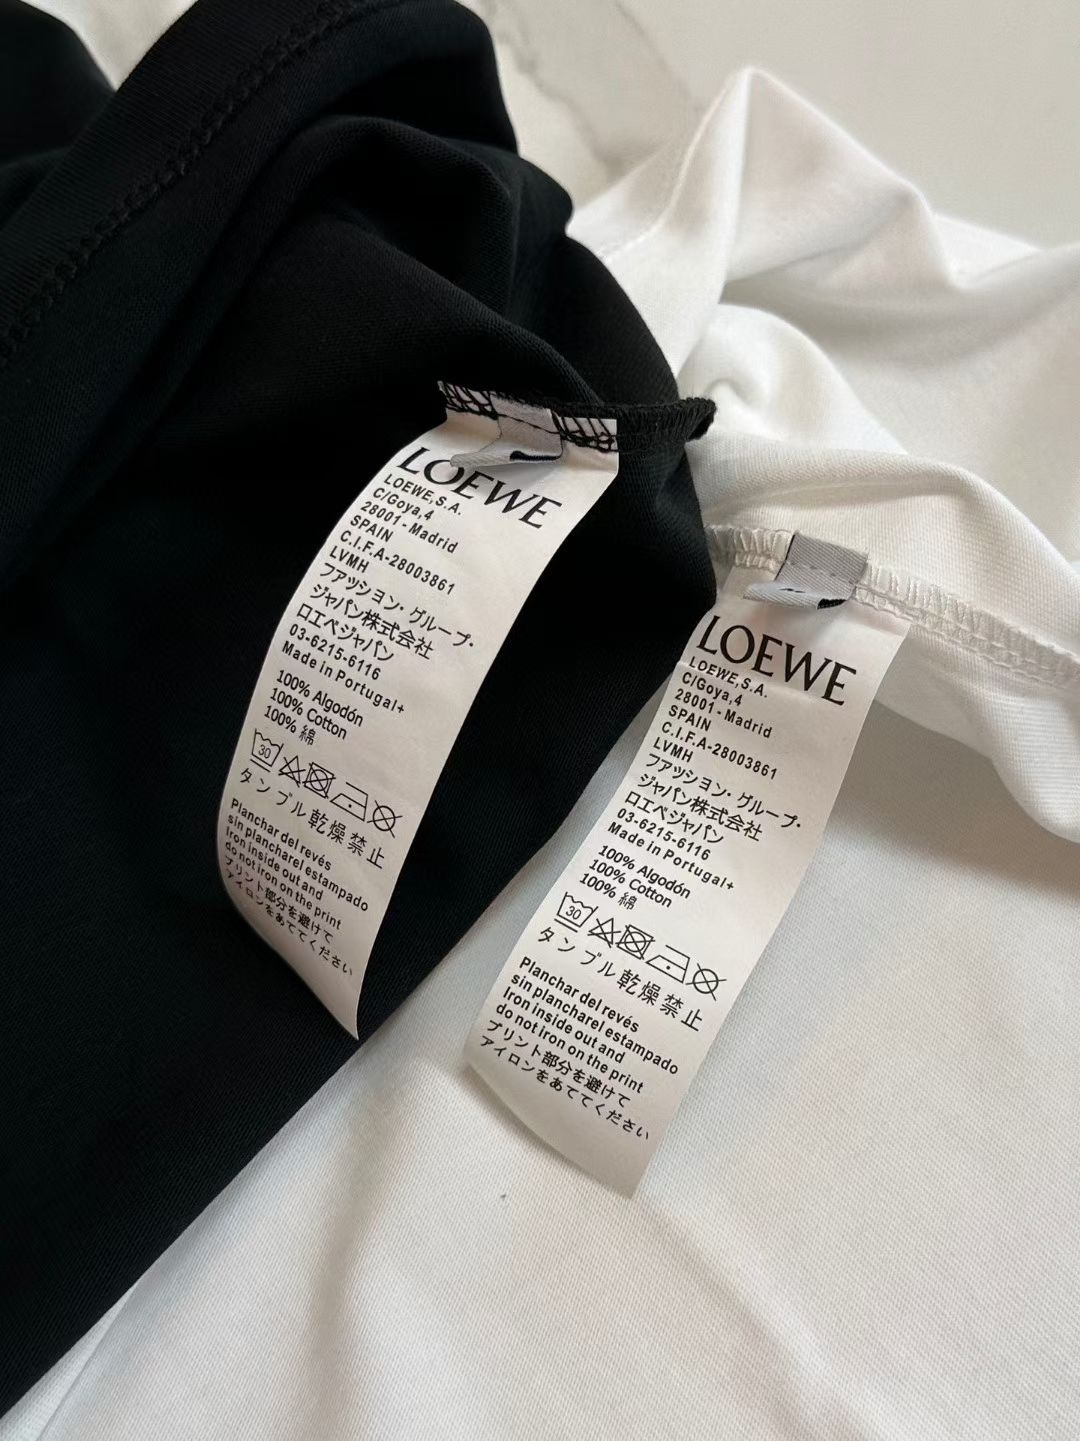 LOEWE
LOEWE,S.A.
C/Goya,4
28001-Madrid
SPAIN
C.I.F.A-28003861
LVMH
ファッション・グループ・
ジャパン株式会社
ロエベジャパン
03-6215-6116
Made in Portugal+
100% Algodón
100% Cotton
100% 綿
30
タンブル乾燥禁止
Planchar del revés
sin plancharel estampado
Iron inside out and
do not iron on the print
プリント部分を避けて
アイロンをあててください
LOEWE
LOEWE,S.A.
C/Goya,4
28001-Madrid
SPAIN
C.I.F.A-28003861
LVMH
ファッション・グループ・
ジャパン株式会社
ロエベジャパン
03-6215-6116
Made in Portugal+
100% Algodón
100% Cotton
100% 綿
30
タンブル乾燥禁止
Planchar del revés
sin plancharel estampado
Iron inside out and
do not iron on the print
プリント部分を避けて
アイロンをあててください